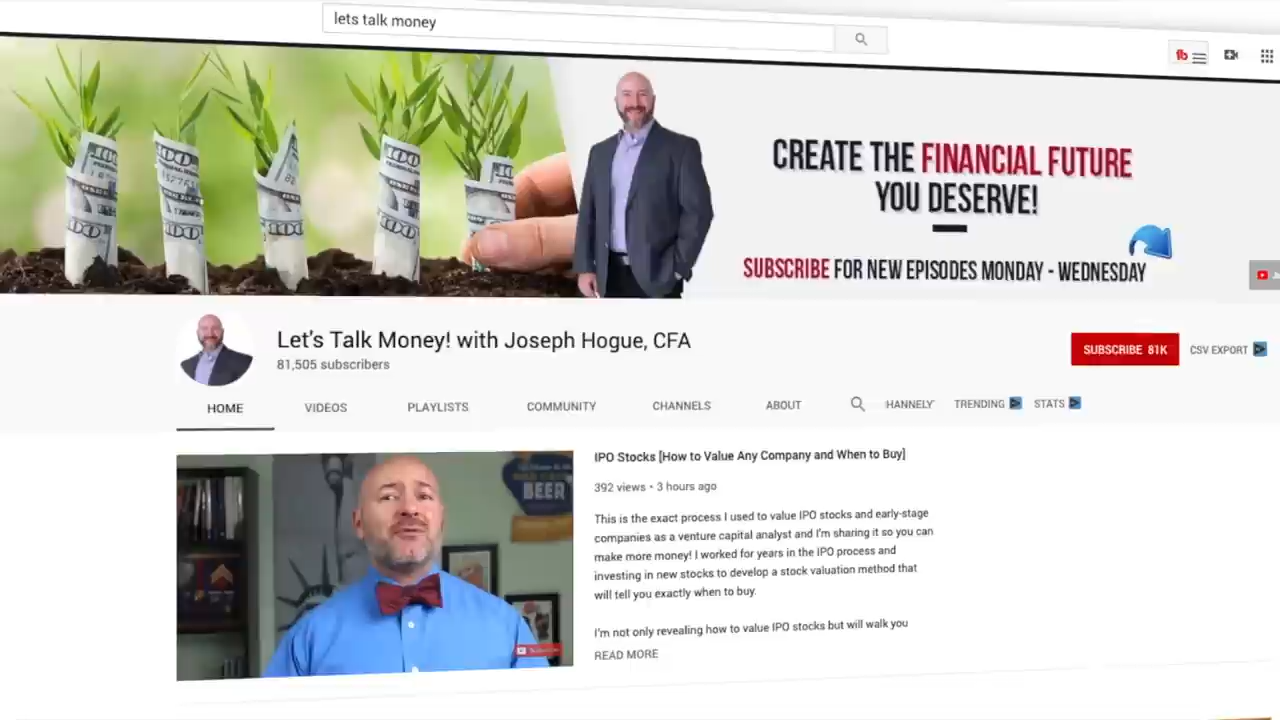 lets talk money
CREATE THE FINANCIAL FUTURE
YOU DESERVE!
SUBSCRIBE FOR NEW EPISODES MONDAY - WEDNESDAY
Let's Talk Money! with Joseph Hogue, CFA
81,505 subscribers
SUBSCRIBE 81K
CSV EXPORT
HOME VIDEOS PLAYLISTS COMMUNITY CHANNELS ABOUT HANNELY TRENDING STATS
IPO Stocks [How to Value Any Company and When to Buy]
392 views • 3 hours ago
This is the exact process I used to value IPO stocks and early-stage
companies as a venture capital analyst and I'm sharing it so you can
make more money! I worked for years in the IPO process and
investing in new stocks to develop a stock valuation method that
will tell you exactly when to buy.
I'm not only revealing how to value IPO stocks but will walk you
READ MORE
BEER